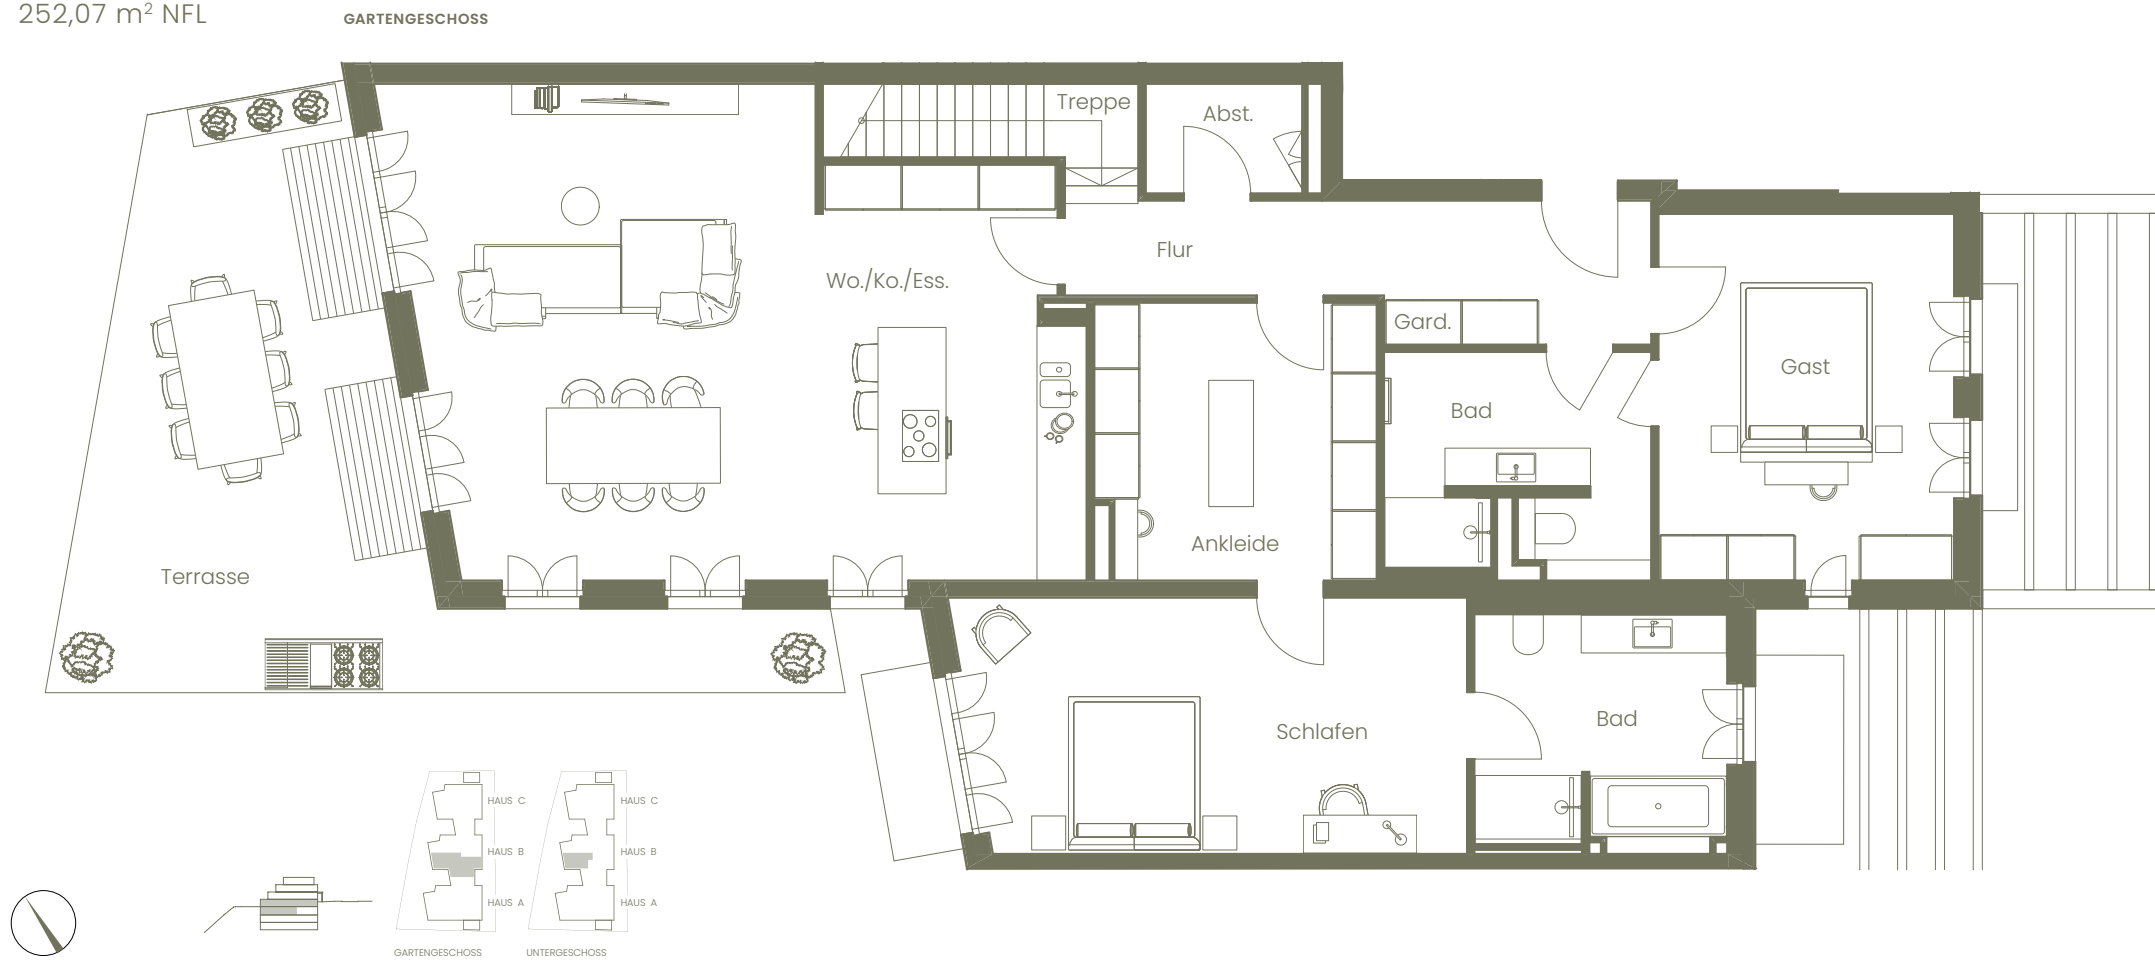 252,07 m² NFL
GARTENGESCHOSS
Treppe
Abst.
Flur
Wo./Ko./Ess.
Gard.
Gast
Bad
Ankleide
Terrasse
Schlafen
Bad
HAUS C
HAUS C
HAUS B
HAUS B
HAUS A
HAUS A
GARTENGESCHOSS
UNTERGESCHOSS